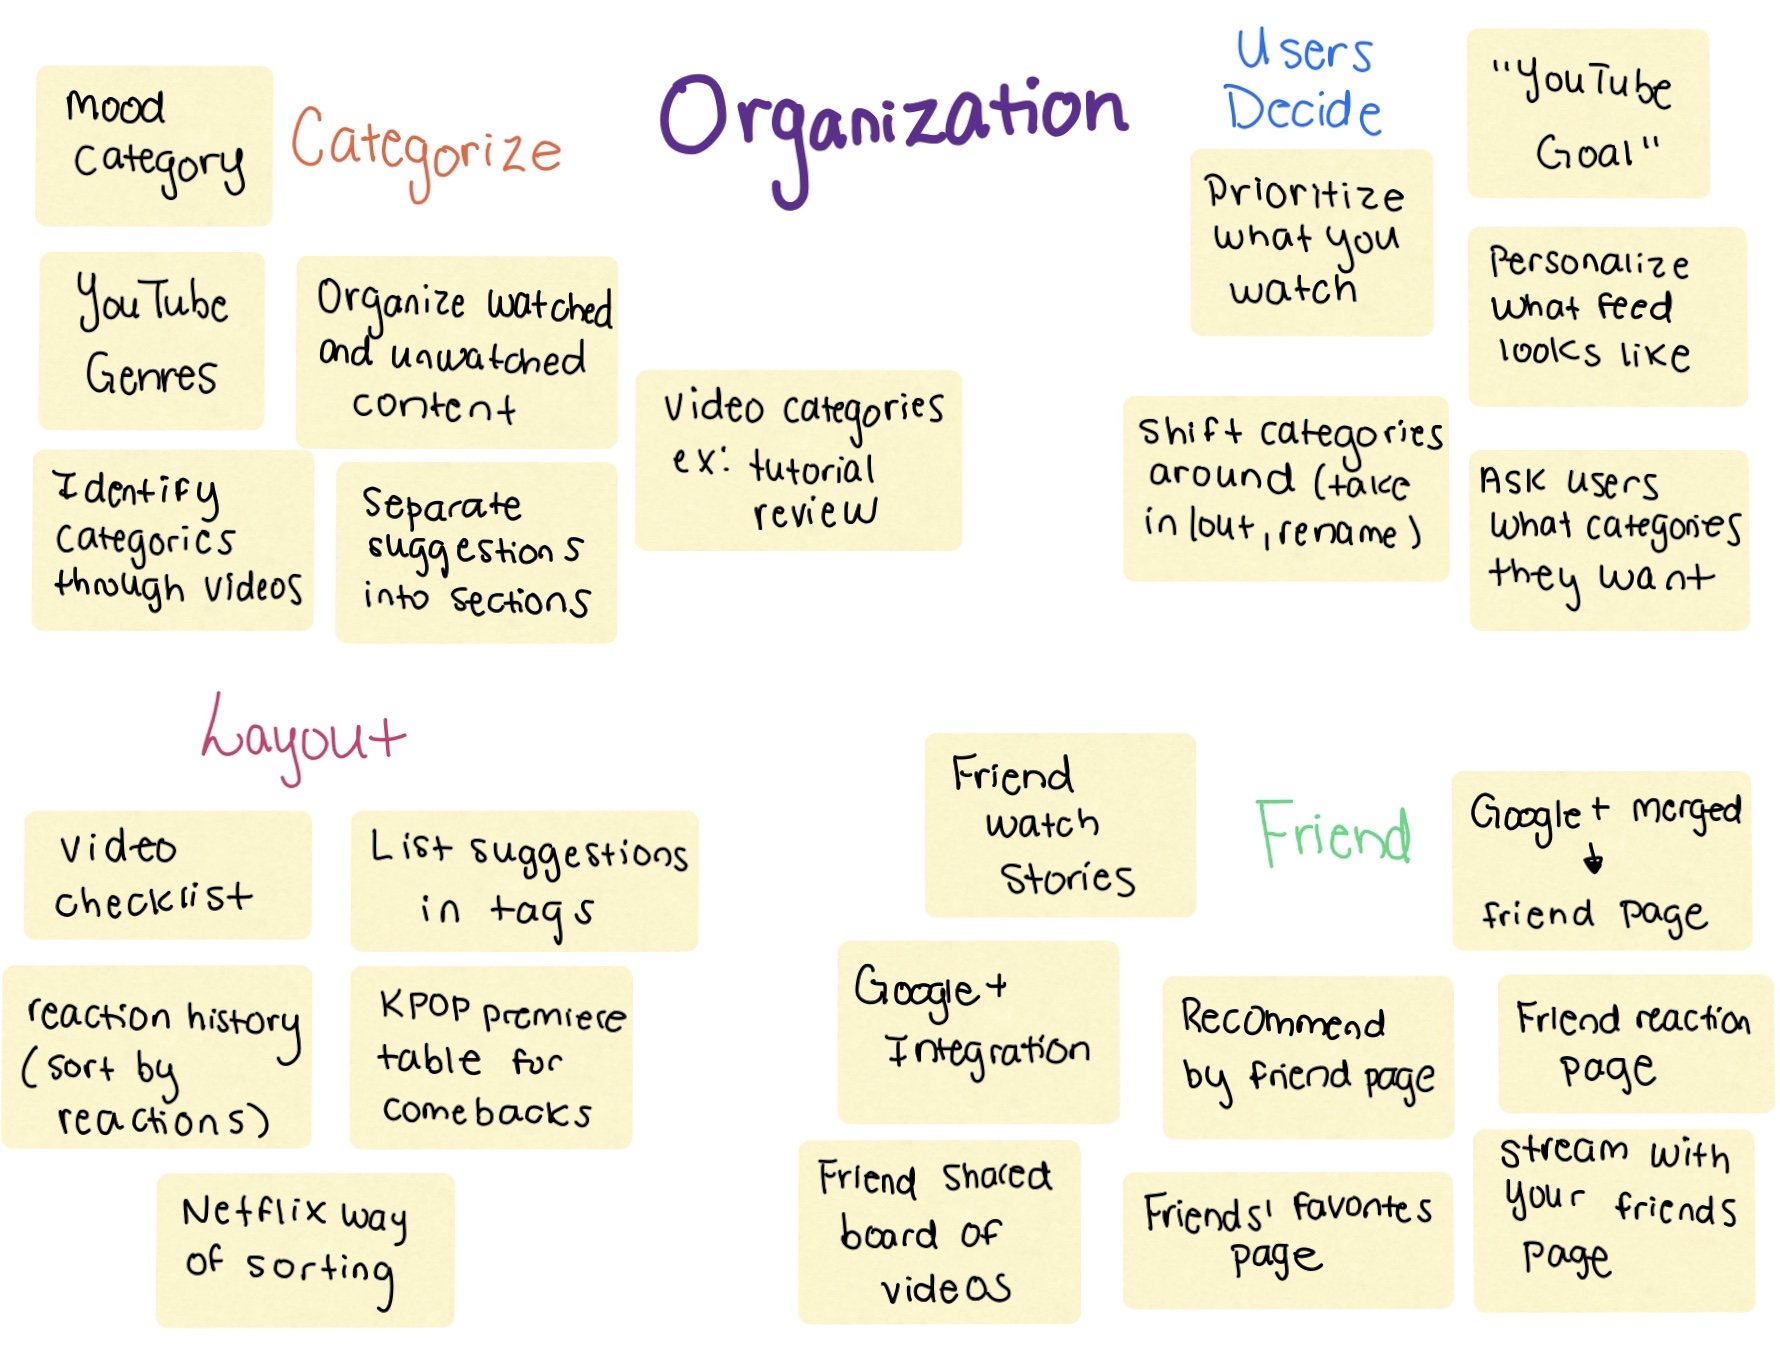 Organization
Categorize
Mood
Category
YouTube
Genres
Organize watched
and unwatched
content
Identify
categories
through videos
Separate
suggestions
into sections
Video categories
ex: tutorial
review
Users
Decide
"YouTube
Goal"
Prioritize
what you
watch
Personalize
what feed
looks like
Shift categories
around (take
in/out, rename)
Ask users
what categories
they want
Layout
Video
checklist
List suggestions
in tags
reaction history
(sort by
reactions)
KPOP premiere
table for
comebacks
Netflix way
of sorting
Friend
Friend
watch
Stories
Google+ merged
↓
friend page
Google+
Integration
Recommend
by friend page
Friend reaction
page
Friend shared
board of
videos
Friends' favorites
page
Stream with
your friends
page